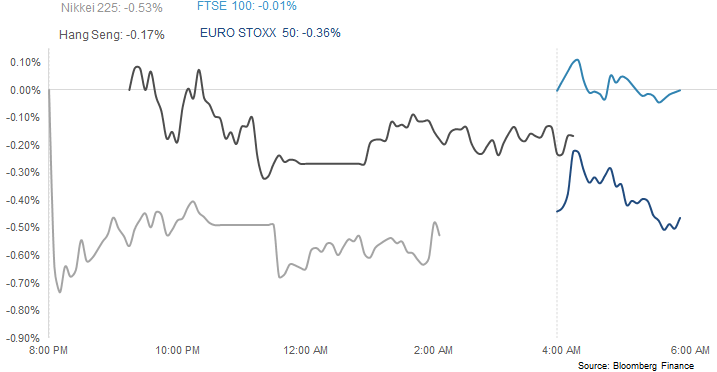 Nikkei 225: -0.53%
FTSE 100: -0.01%
Hang Seng: -0.17%
EURO STOXX 50: -0.36%
0.10%
0.00%
-0.10%
-0.20%
-0.30%
-0.40%
-0.50%
-0.60%
-0.70%
-0.80%
-0.90%
8:00 PM
10:00 PM
12:00 AM
2:00 AM
4:00 AM
6:00 AM
Source: Bloomberg Finance